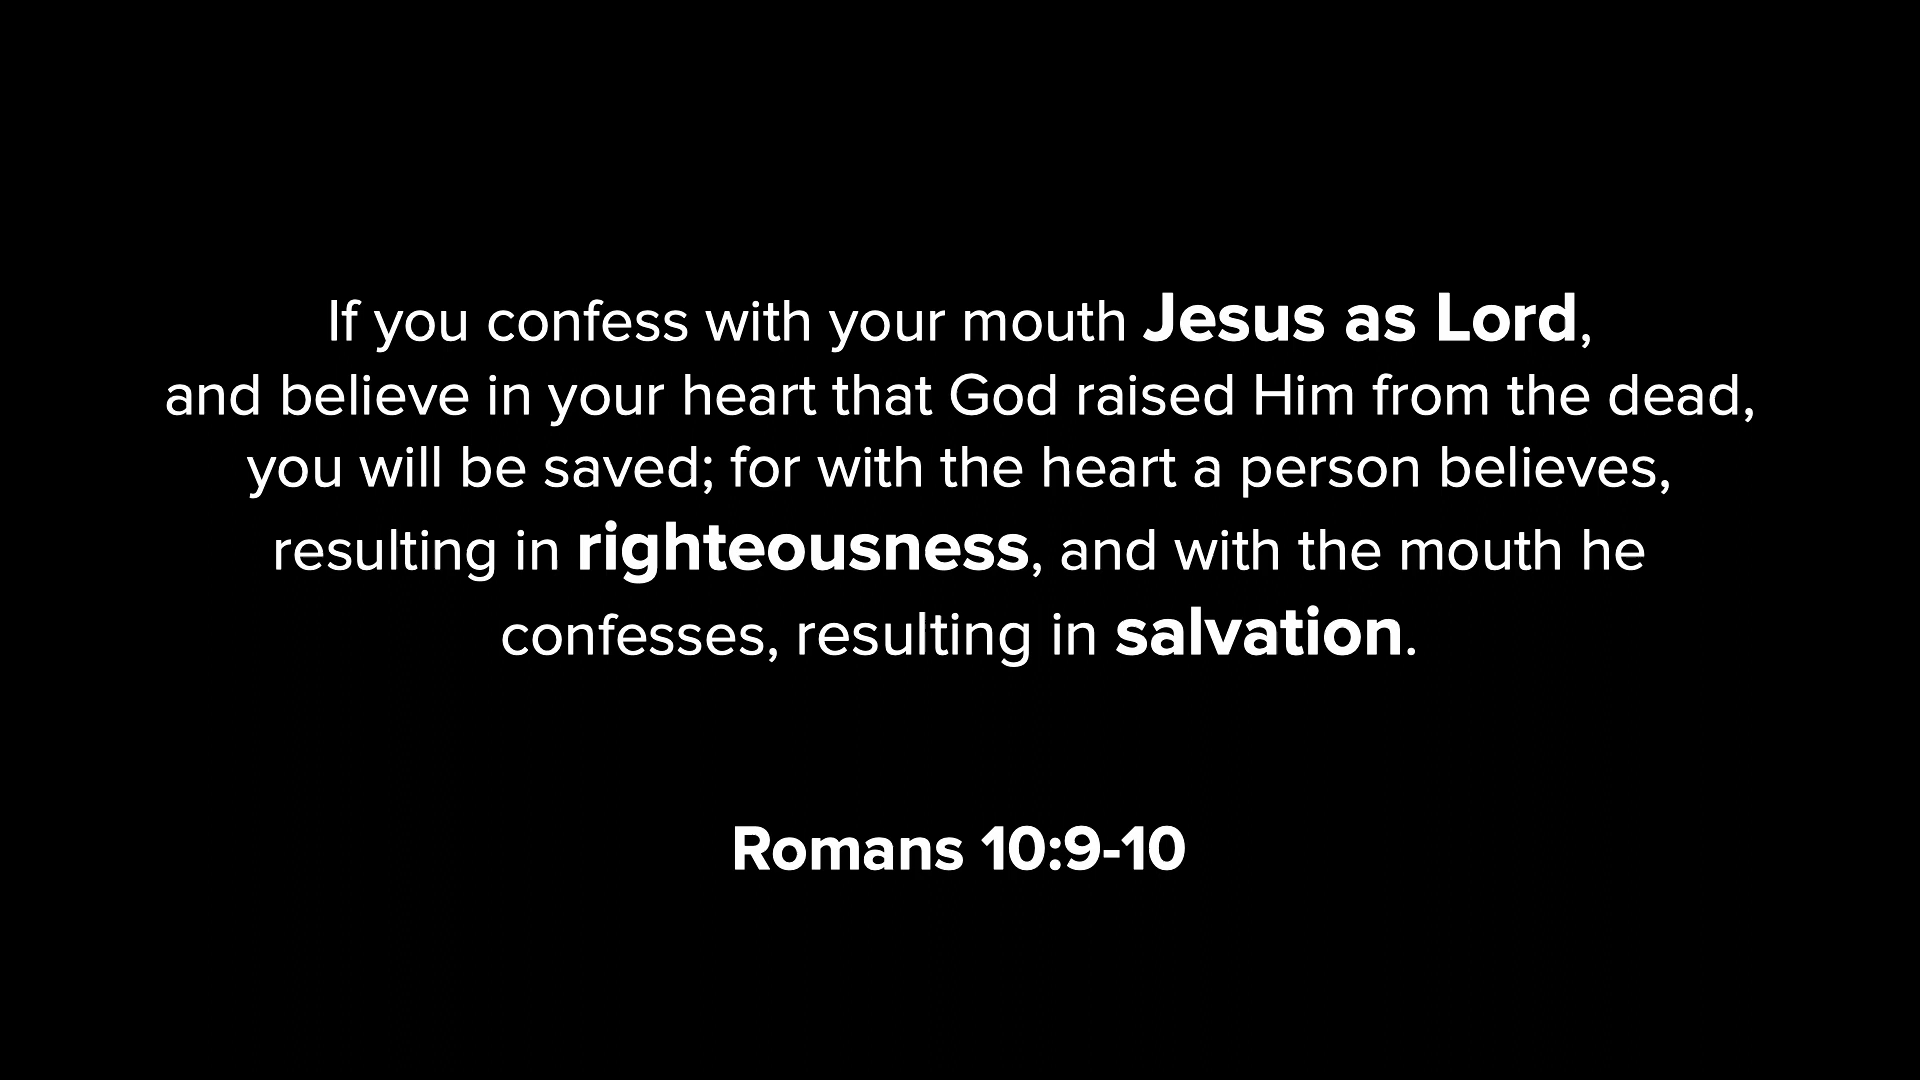 If you confess with your mouth Jesus as Lord,
and believe in your heart that God raised Him from the dead,
you will be saved; for with the heart a person believes,
resulting in righteousness, and with the mouth he
confesses, resulting in salvation.
Romans 10:9-10